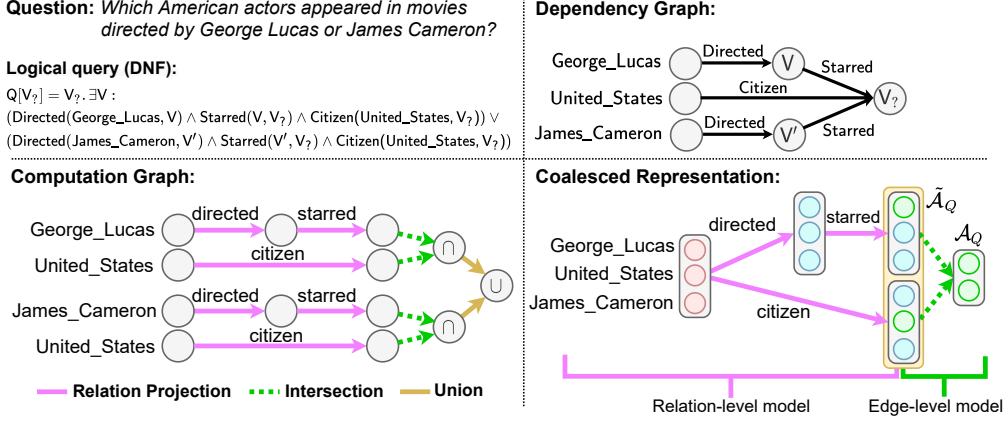 Question: Which American actors appeared in movies
directed by George Lucas or James Cameron?
Logical query (DNF):
Q[V?] = V?.∃V :
(Directed(George_Lucas, V) ∧ Starred(V, V?) ∧ Citizen(United_States, V?)) ∨
(Directed(James_Cameron, V′) ∧ Starred(V′, V?) ∧ Citizen(United_States, V?))
Dependency Graph:
George_Lucas
Directed
V
Starred
United_States
Citizen
V?
James_Cameron
Directed
V′
Starred
Computation Graph:
George_Lucas
directed
starred
United_States
citizen
∩
∪
James_Cameron
directed
starred
United_States
citizen
∩
Relation Projection
Intersection
Union
Coalesced Representation:
George_Lucas
United_States
James_Cameron
directed
starred
citizen
Ã_Q
A_Q
Relation-level model
Edge-level model